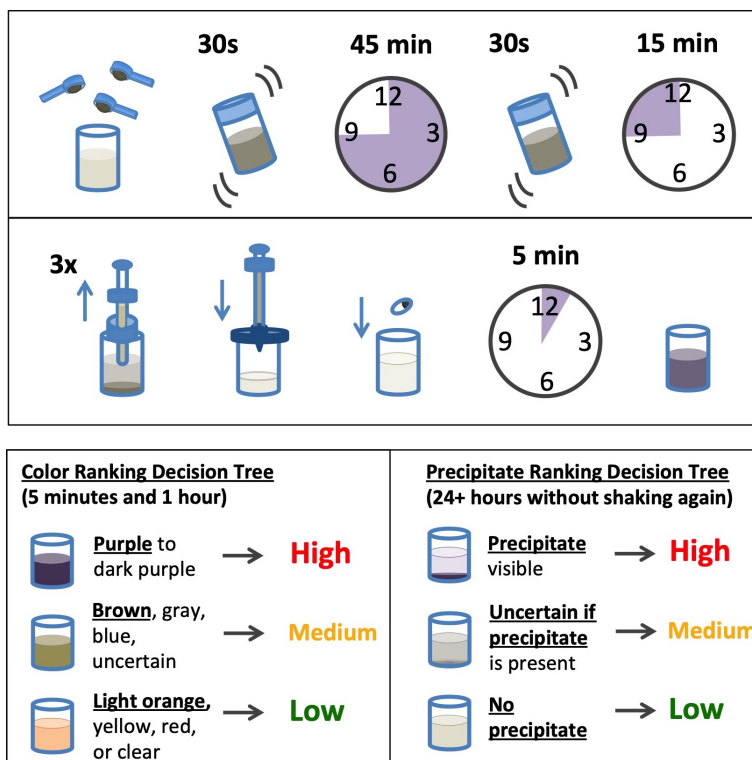 30s
45 min
30s
15 min
12
3
6
9
12
3
6
9
3x
5 min
12
3
6
9
Color Ranking Decision Tree
(5 minutes and 1 hour)
Purple to
dark purple
High
Brown, gray,
blue,
uncertain
Medium
Light orange,
yellow, red,
or clear
Low
Precipitate Ranking Decision Tree
(24+ hours without shaking again)
Precipitate
visible
High
Uncertain if
precipitate
is present
Medium
No
precipitate
Low